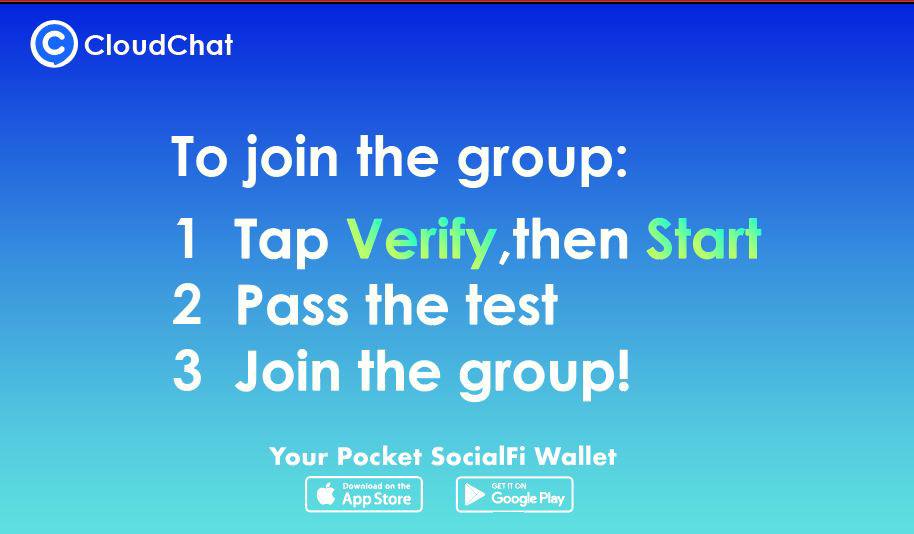 CloudChat
To join the group:
1 Tap Verify,then Start
2 Pass the test
3 Join the group!
Your Pocket SocialFi Wallet
Download on the
App Store
GET IT ON
Google Play